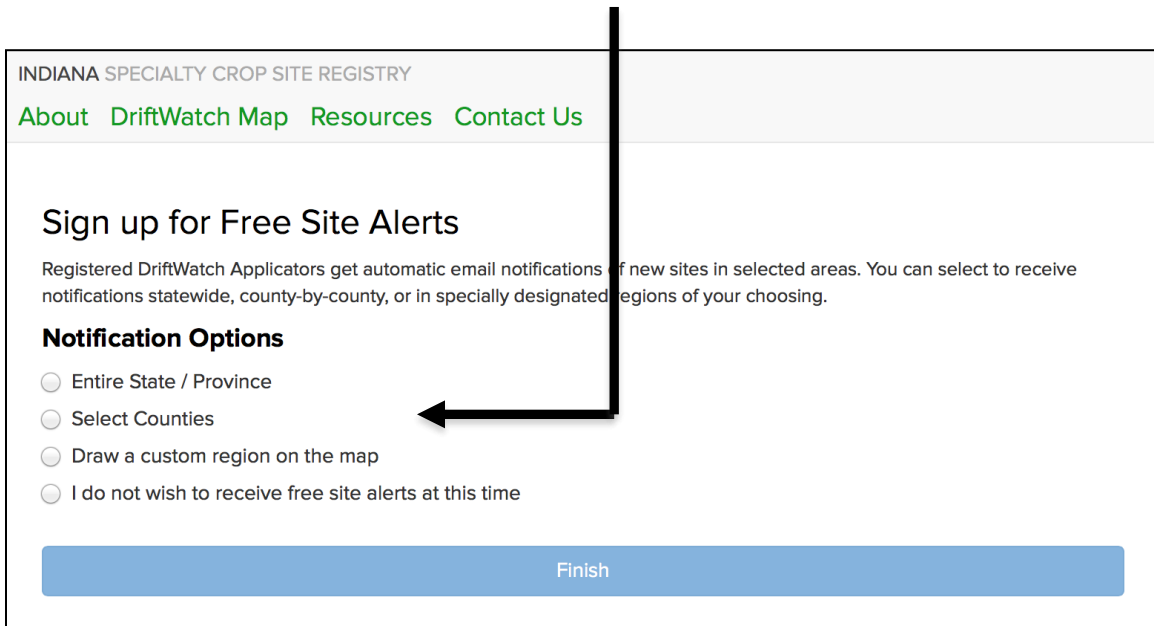 INDIANA SPECIALTY CROP SITE REGISTRY
About DriftWatch Map Resources Contact Us
Sign up for Free Site Alerts
Registered DriftWatch Applicators get automatic email notifications of new sites in selected areas. You can select to receive
notifications statewide, county-by-county, or in specially designated regions of your choosing.
Notification Options
Entire State / Province
Select Counties
Draw a custom region on the map
I do not wish to receive free site alerts at this time
Finish